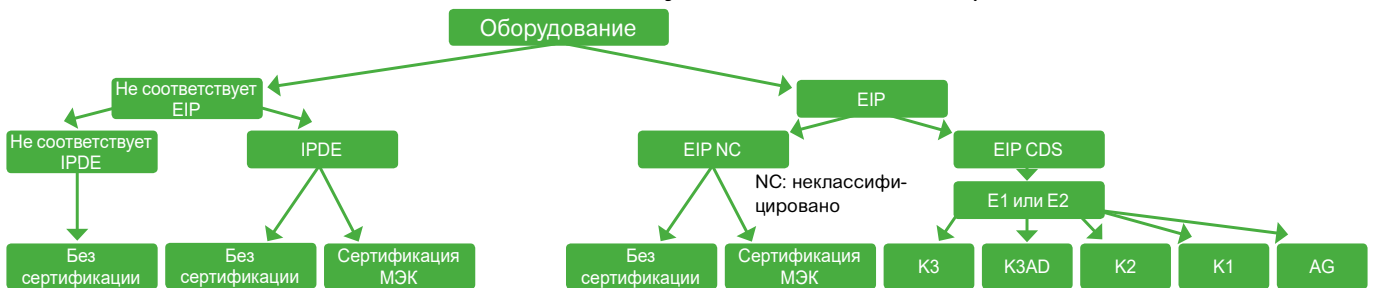 Оборудование
Не соответствует
EIP
EIP
Не соответствует
IPDE
IPDE
EIP NC
EIP CDS
NC: неклассифи-
цировано
E1 или E2
Без
сертификации
Без
сертификации
Сертификация
МЭК
Без
сертификации
Сертификация
МЭК
K3
K3AD
K2
K1
AG